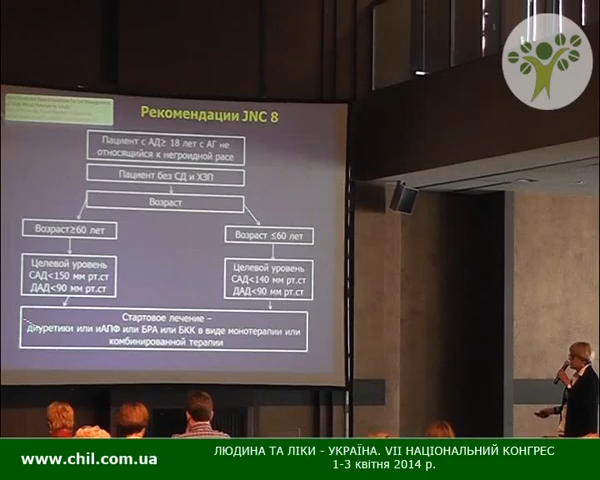 Рекомендации JNC 8
Пациент с АД≥ 18 лет с АГ не
относящийся к негроидной расе
Пациент без СД и ХЗП
Возраст
Возраст≥60 лет
Возраст ≤60 лет
Целевой уровень
САД<150 мм рт.ст
ДАД<90 мм рт.ст
Целевой уровень
САД<140 мм рт.ст
ДАД<90 мм рт.ст
Стартовое лечение –
диуретики или иАПФ или БРА или БКК в виде монотерапии или
комбинированной терапии
www.chil.com.ua
ЛЮДИНА ТА ЛІКИ - УКРАЇНА. VII НАЦІОНАЛЬНИЙ КОНГРЕС
1-3 квітня 2014 р.